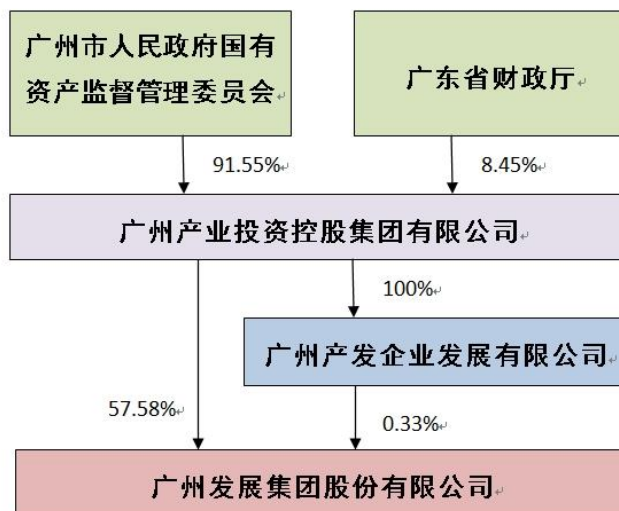 广州市人民政府国有
资产监督管理委员会
广东省财政厅
91.55%
8.45%
广州产业投资控股集团有限公司
100%
广州产发企业发展有限公司
57.58%
0.33%
广州发展集团股份有限公司